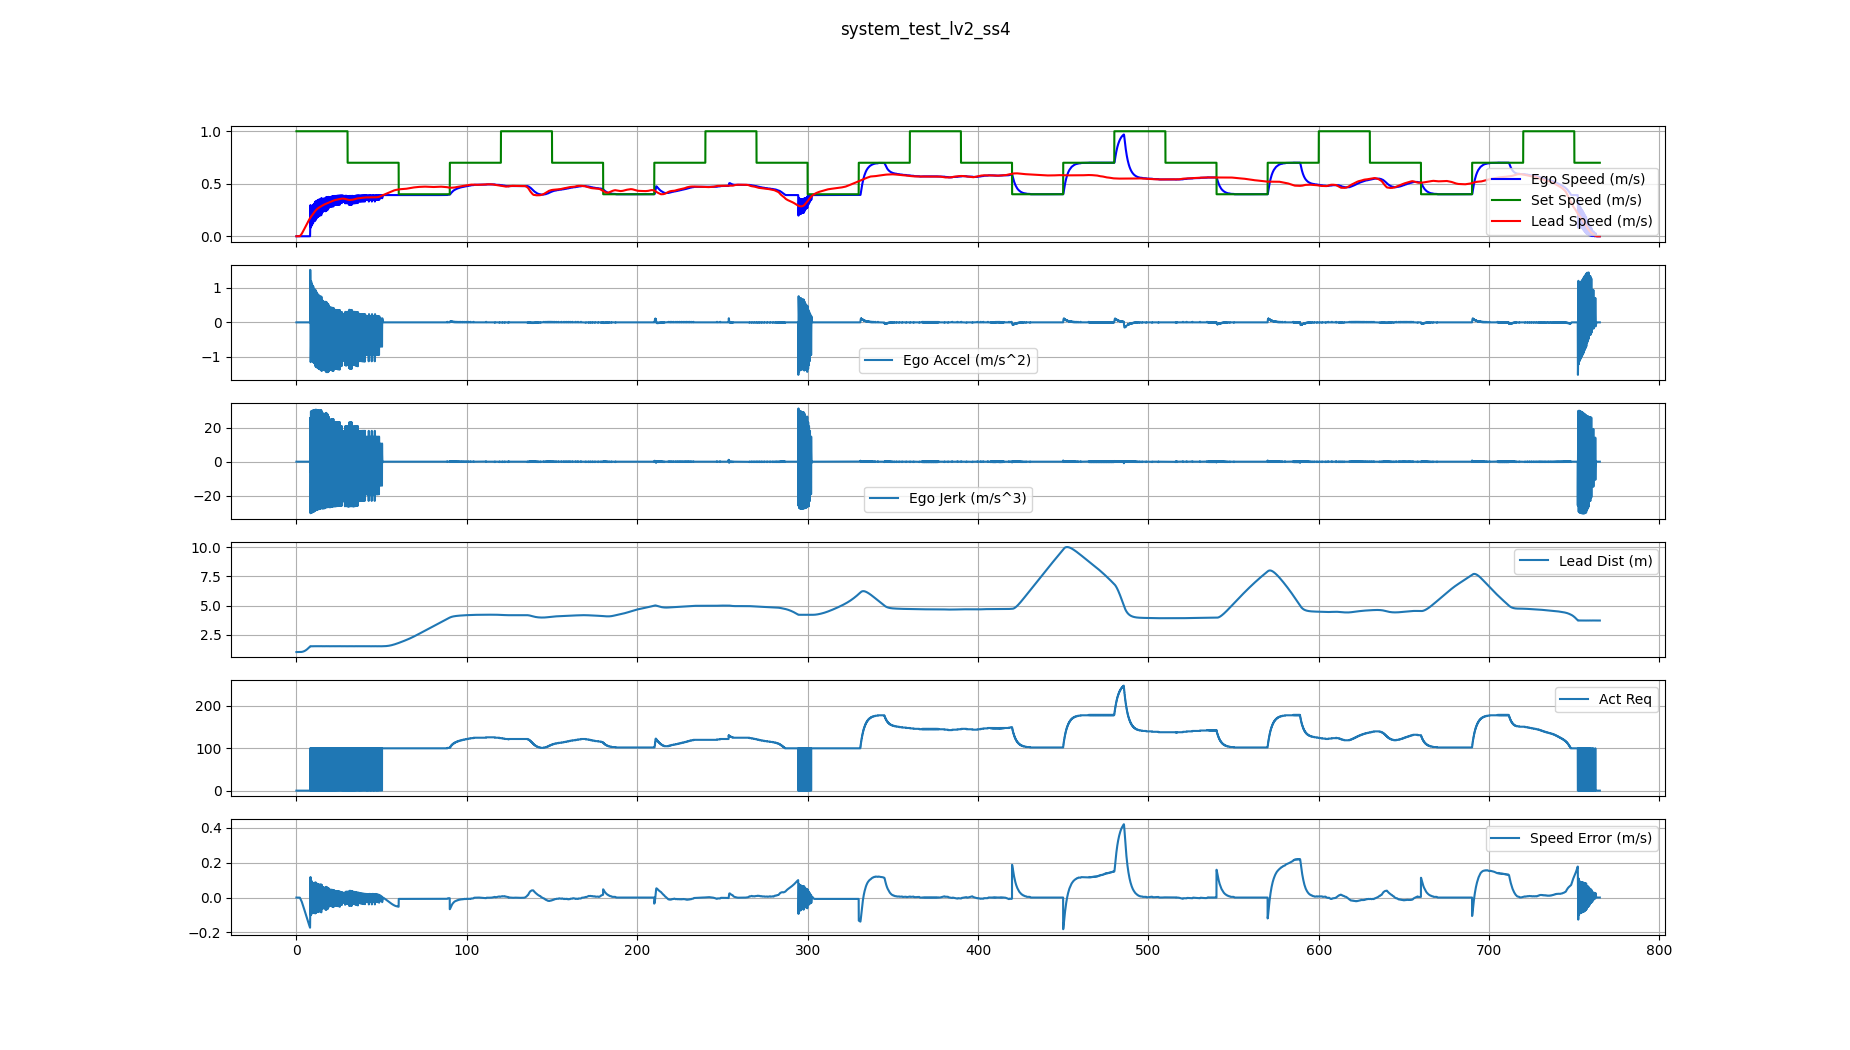 system_test_lv2_ss4
1.0
0.5
0.0
Ego Speed (m/s)
Set Speed (m/s)
Lead Speed (m/s)
1
0
−1
Ego Accel (m/s^2)
20
0
−20
Ego Jerk (m/s^3)
10.0
7.5
5.0
2.5
Lead Dist (m)
200
100
0
Act Req
0.4
0.2
0.0
−0.2
Speed Error (m/s)
0 100 200 300 400 500 600 700 800